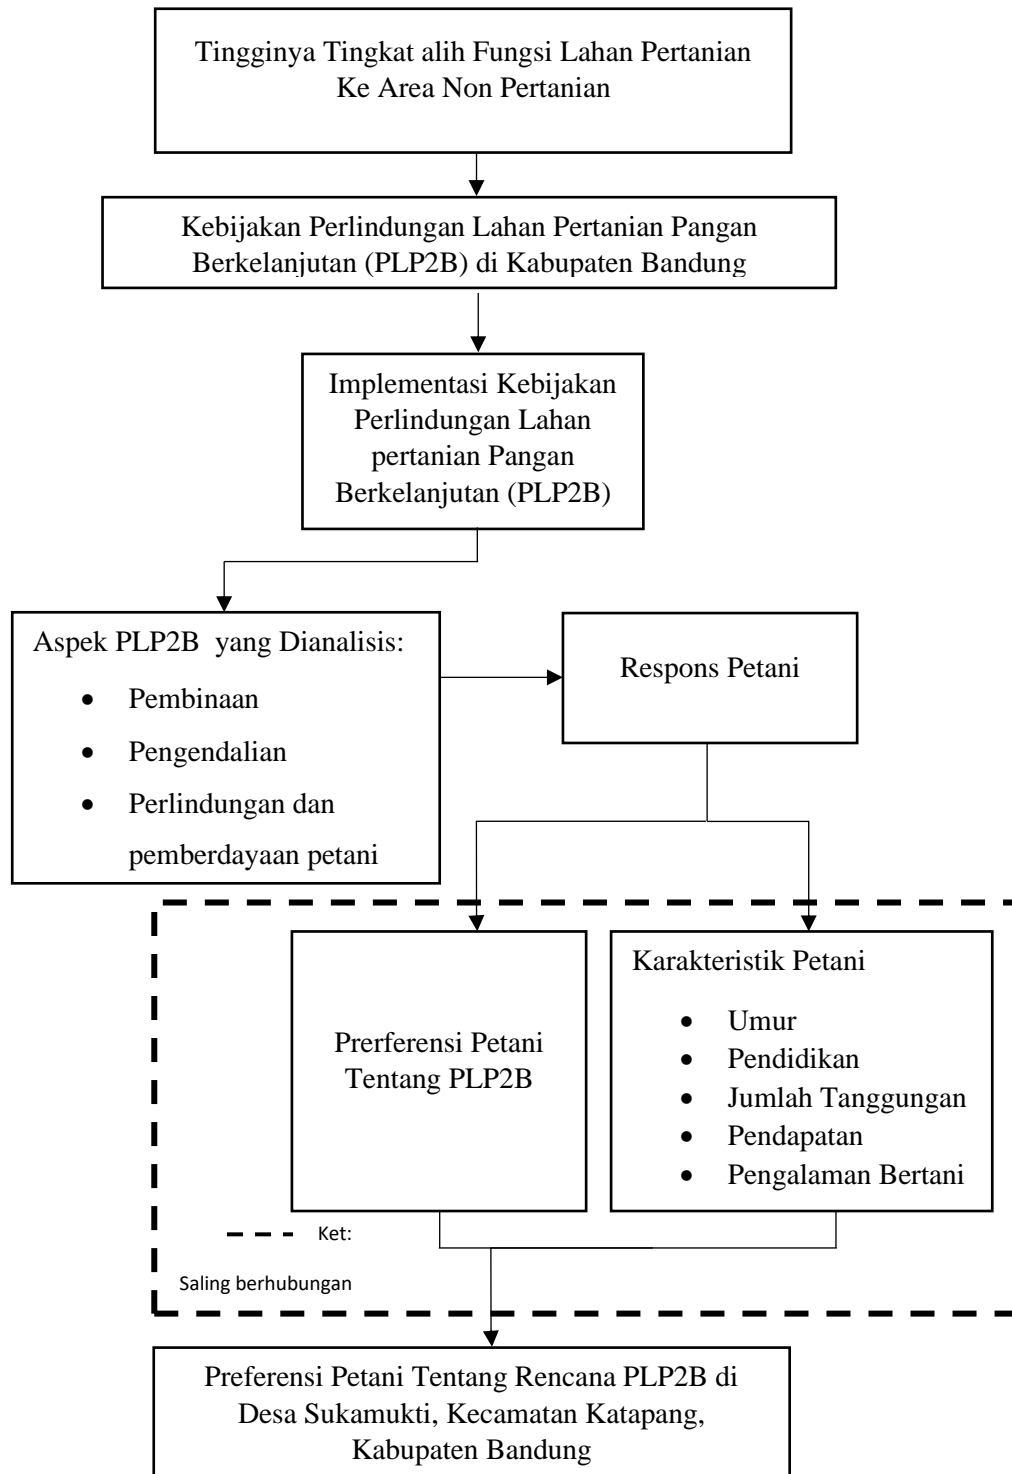 Tingginya Tingkat alih Fungsi Lahan Pertanian
Ke Area Non Pertanian
Kebijakan Perlindungan Lahan Pertanian Pangan
Berkelanjutan (PLP2B) di Kabupaten Bandung
Implementasi Kebijakan
Perlindungan Lahan
pertanian Pangan
Berkelanjutan (PLP2B)
Aspek PLP2B yang Dianalisis:
• Pembinaan
• Pengendalian
• Perlindungan dan
pemberdayaan petani
Respons Petani
Prerferensi Petani
Tentang PLP2B
Karakteristik Petani
• Umur
• Pendidikan
• Jumlah Tanggungan
• Pendapatan
• Pengalaman Bertani
Ket:
Saling berhubungan
Preferensi Petani Tentang Rencana PLP2B di
Desa Sukamukti, Kecamatan Katapang,
Kabupaten Bandung